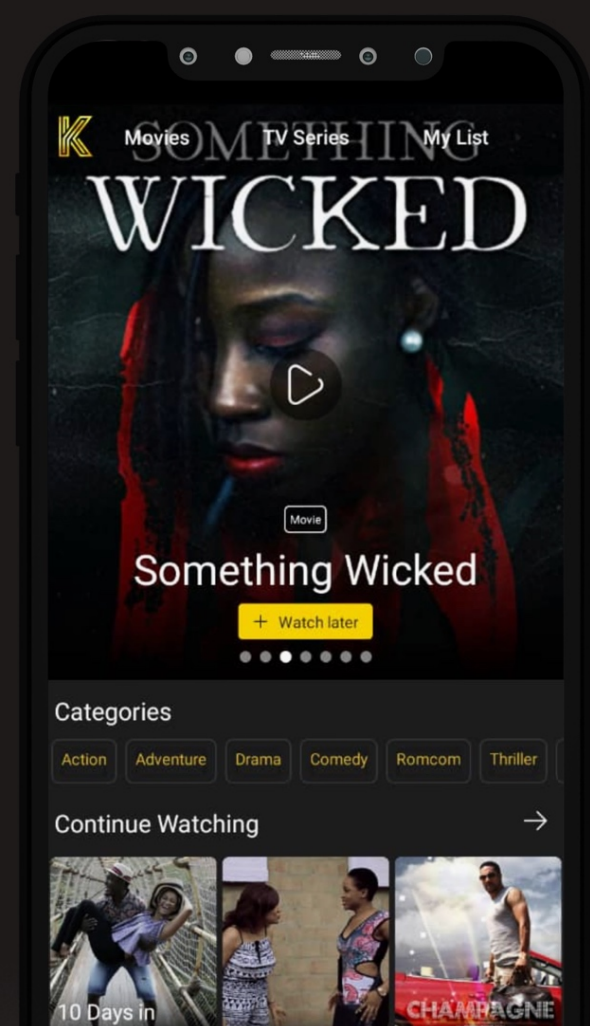 K
Movies TV Series My List
SOMETHING
WICKED
Movie
Something Wicked
+ Watch later
Categories
Action Adventure Drama Comedy Romcom Thriller
Continue Watching
10 Days in
CHAMPAGNE